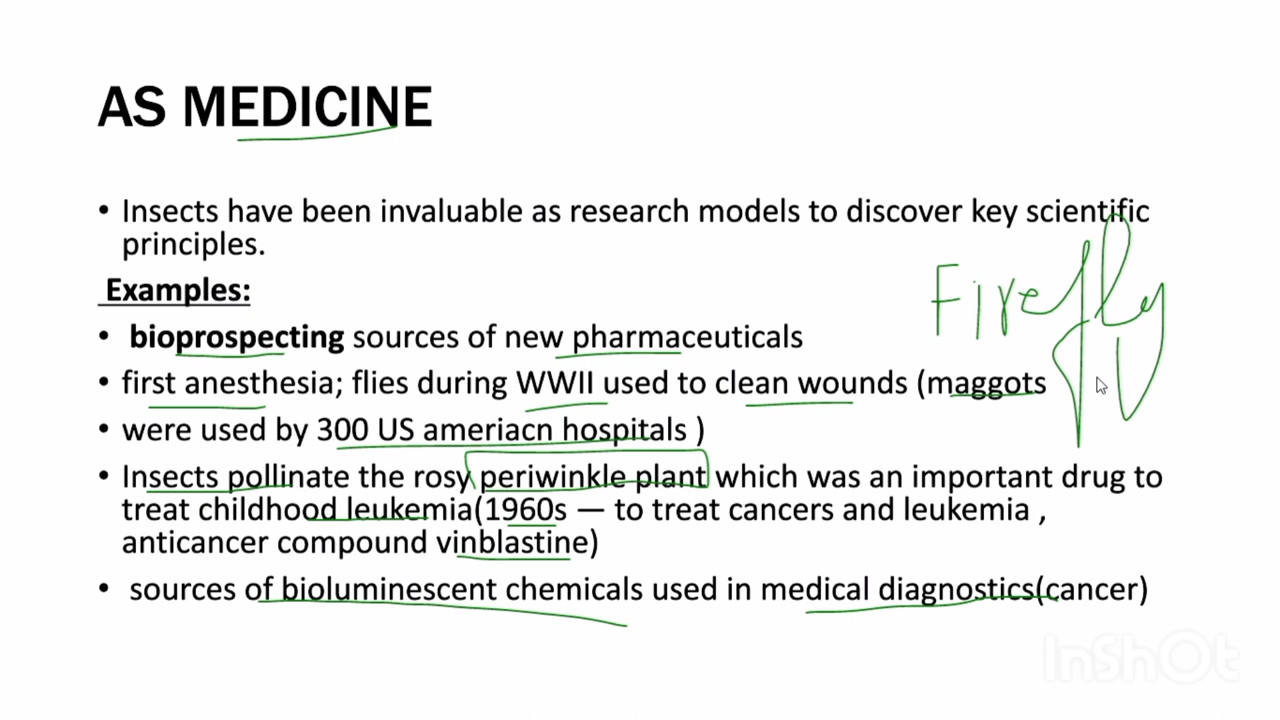 AS MEDICINE
• Insects have been invaluable as research models to discover key scientific
principles.
Examples:
• bioprospecting sources of new pharmaceuticals
Firefly
• first anesthesia; flies during WWII used to clean wounds (maggots
• were used by 300 US ameriacn hospitals )
• Insects pollinate the rosy periwinkle plant which was an important drug to
treat childhood leukemia(1960s — to treat cancers and leukemia ,
anticancer compound vinblastine)
• sources of bioluminescent chemicals used in medical diagnostics(cancer)
InShOt